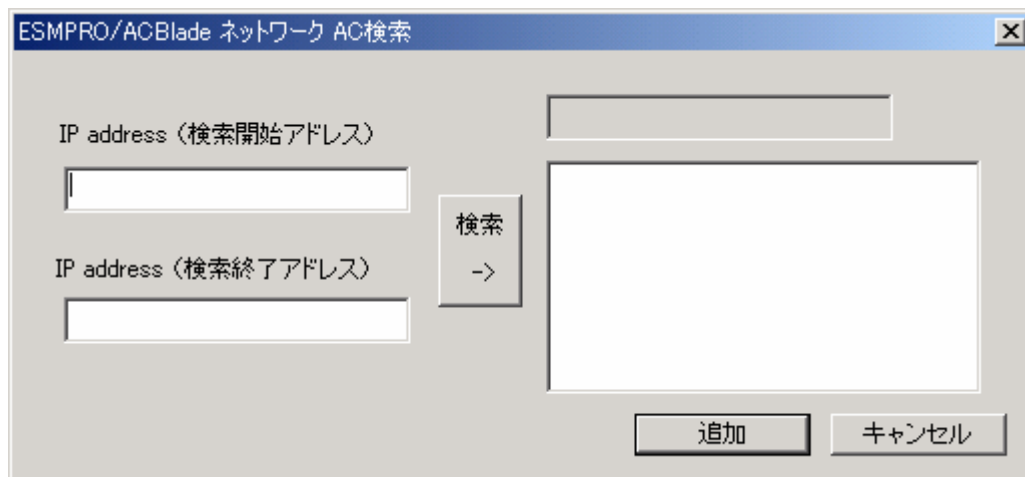 ESMPRO/ACBlade ネットワーク AC検索
IP address (検索開始アドレス)
検索
->
IP address (検索終了アドレス)
追加
キャンセル